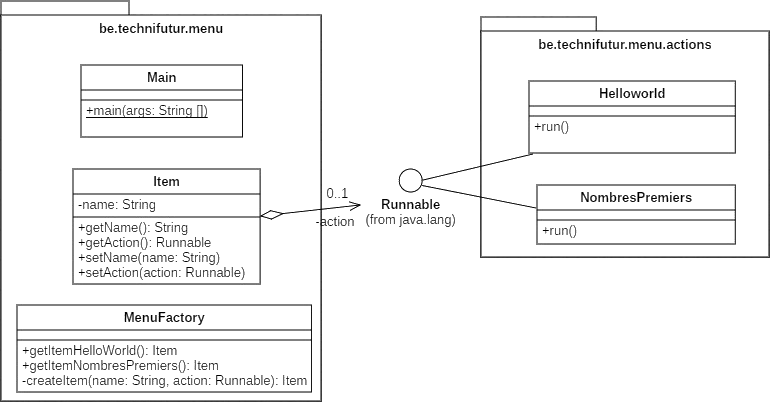 be.technifutur.menu
Main
+main(args: String [])
Item
-name: String
+getName(): String
+getAction(): Runnable
+setName(name: String)
+setAction(action: Runnable)
MenuFactory
+getItemHelloWorld(): Item
+getItemNombresPremiers(): Item
-createItem(name: String, action: Runnable): Item
0..1
-action
Runnable
(from java.lang)
be.technifutur.menu.actions
Helloworld
+run()
NombresPremiers
+run()